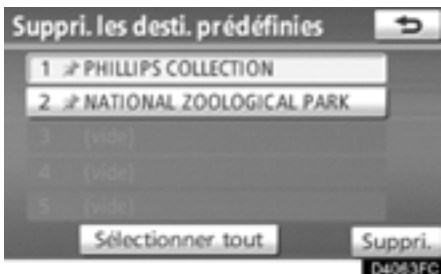 Suppri. les desti. prédéfinies
1 PHILLIPS COLLECTION
2 NATIONAL ZOOLOGICAL PARK
3 (vide)
4 (vide)
5 (vide)
Sélectionner tout
Suppri.
D4063FC